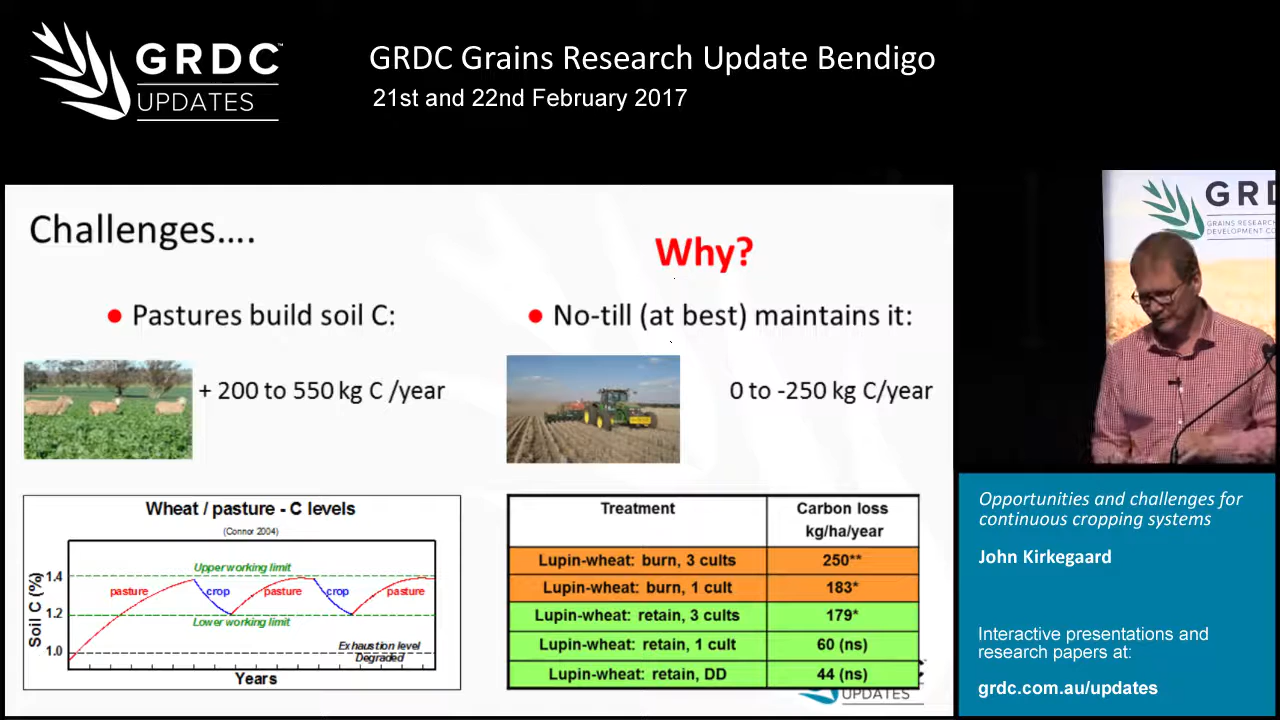 GRDC™
UPDATES
GRDC Grains Research Update Bendigo
21st and 22nd February 2017
Challenges….
Why?
● Pastures build soil C:
+ 200 to 550 kg C /year
● No-till (at best) maintains it:
0 to -250 kg C/year
Wheat / pasture - C levels
(Connor 2004)
Soil C (%)
1.4
1.2
1.0
Upper working limit
pasture
crop
pasture
crop
pasture
Lower working limit
Exhaustion level
Degraded
Years
Treatment
Carbon loss
kg/ha/year
Lupin-wheat: burn, 3 cults 250**
Lupin-wheat: burn, 1 cult 183*
Lupin-wheat: retain, 3 cults 179*
Lupin-wheat: retain, 1 cult 60 (ns)
Lupin-wheat: retain, DD 44 (ns)
UPDATES
GRD
GRAINS RESEARC
DEVELOPMENT CO
Opportunities and challenges for
continuous cropping systems
John Kirkegaard
Interactive presentations and
research papers at:
grdc.com.au/updates